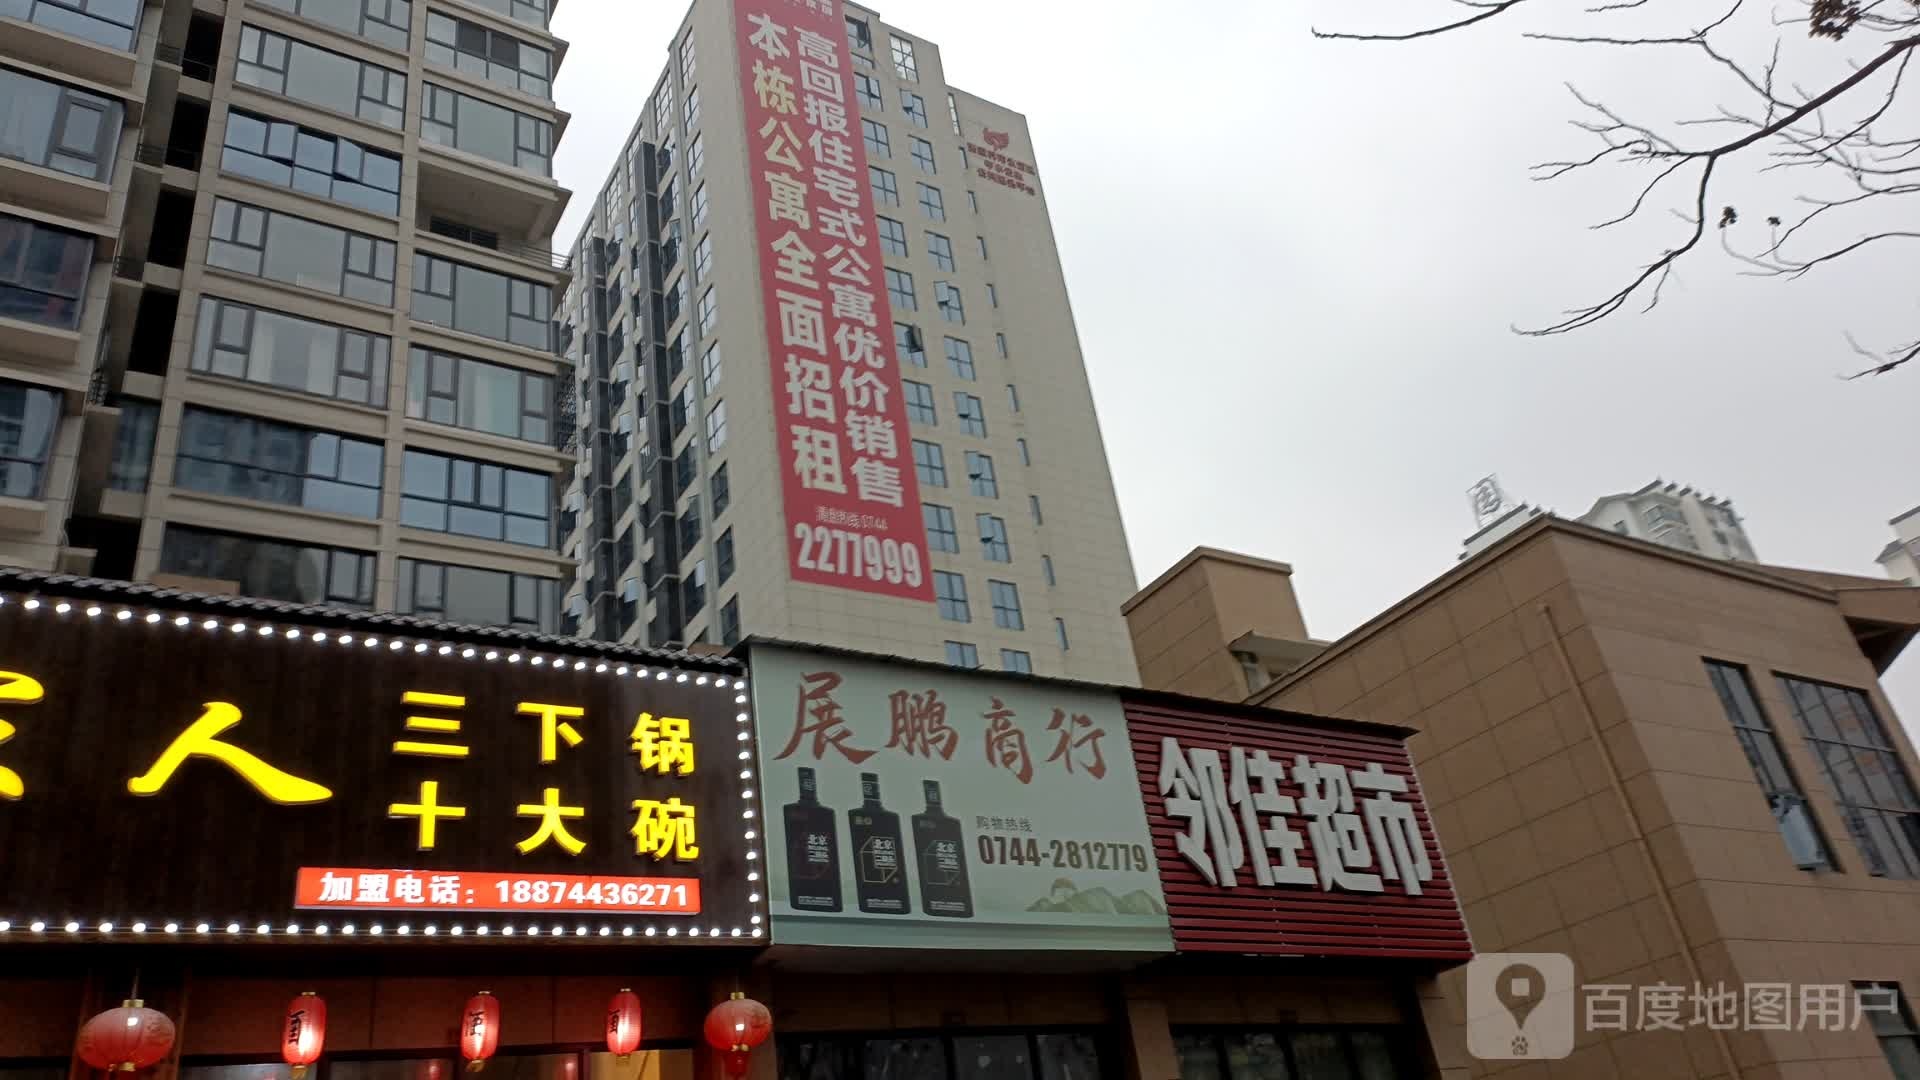 高回报住宅式公寓优价销售
本栋公寓全面招租
2277999
人
三下锅
十大碗
加盟电话：18874436271
展鹏商行
北京
北京
北京
购物热线
0744-2812779
邻佳超市
百度地图用户